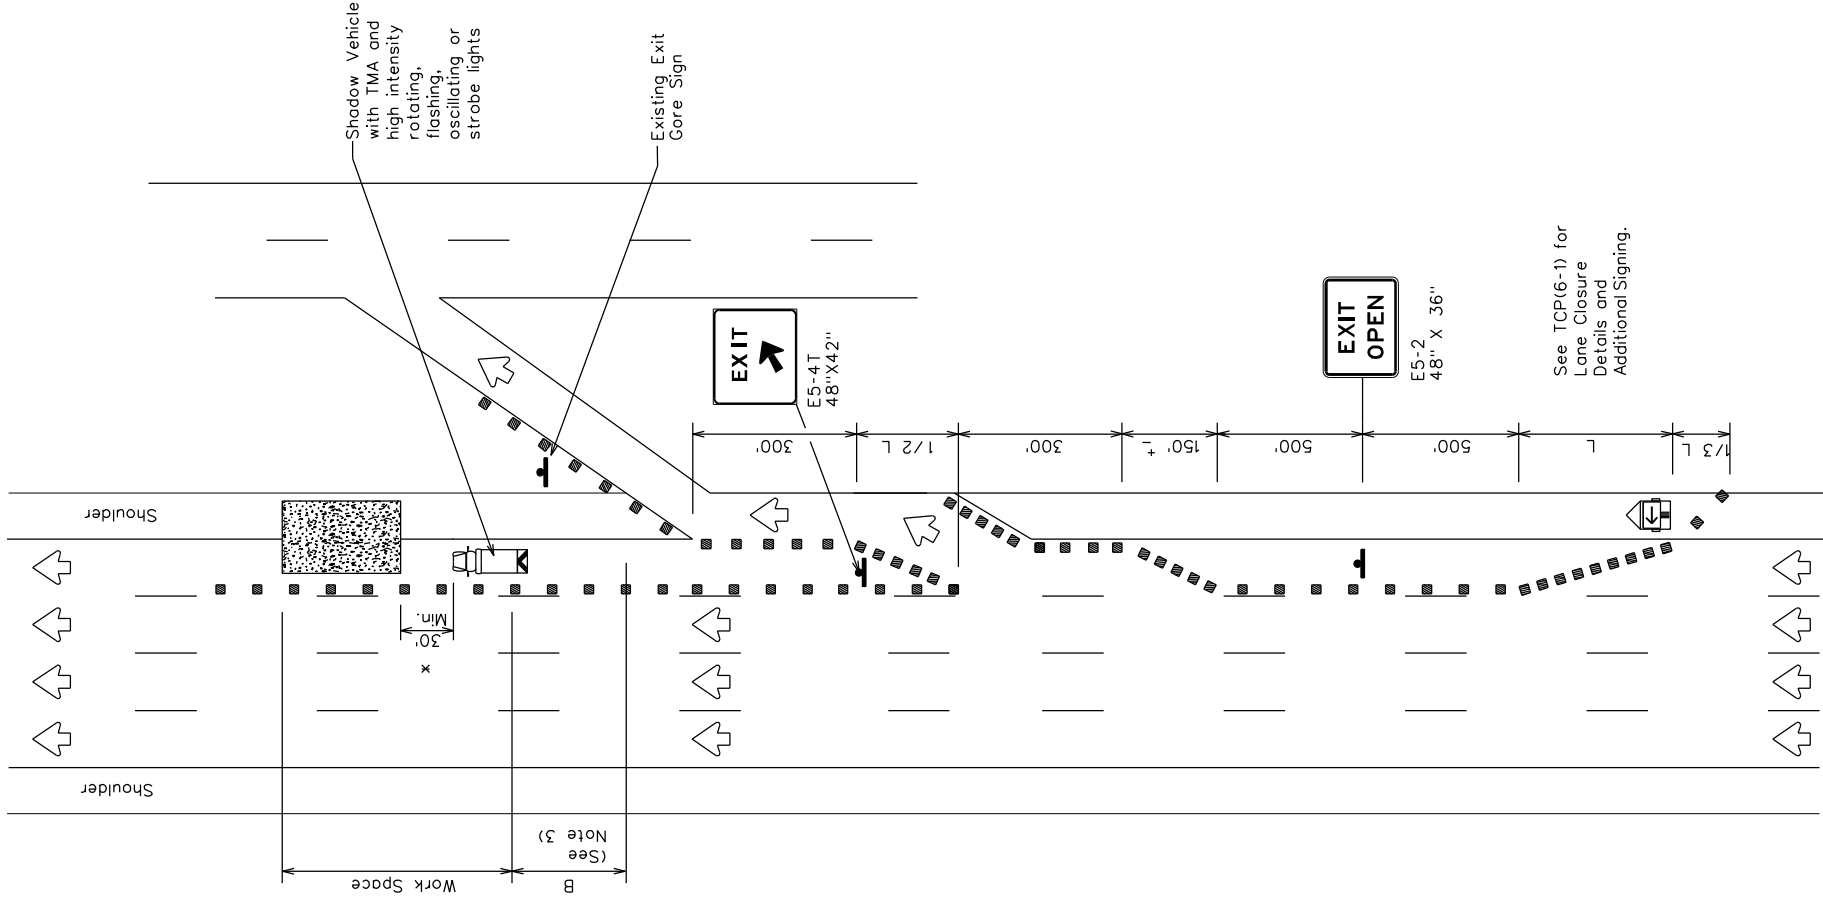 Shadow Vehicle
with TMA and
high intensity
rotating,
flashing,
oscillating or
strobe lights
Existing Exit
Gore Sign
EXIT
E5-4T
48"X42"
EXIT
OPEN
E5-2
48" X 36"
See TCP(6-1) for
Lane Closure
Details and
Additional Signing.
300'
1/2 L
300'
150' ±
500'
500'
L
1/3 L
Shoulder
30'
Min.
*
Shoulder
Work Space
B
(See
Note 3)